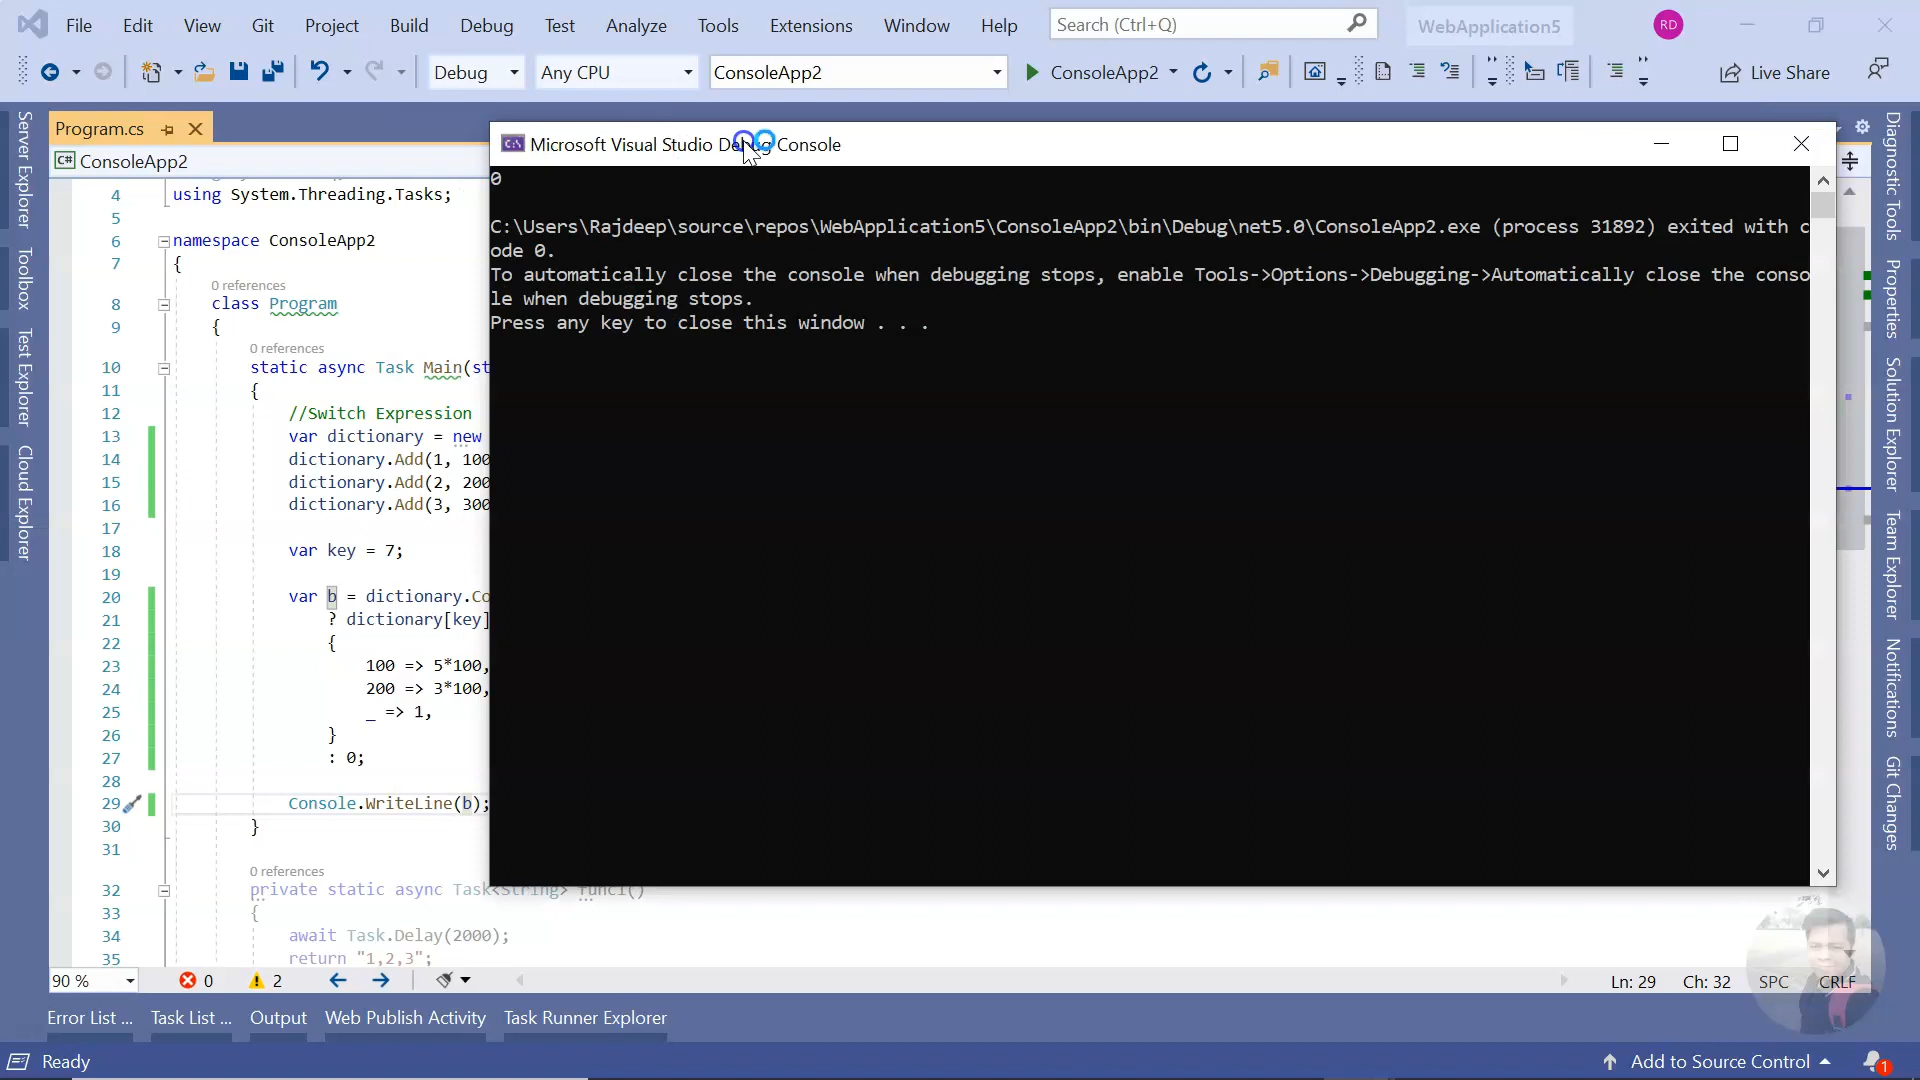 File Edit View Git Project Build Debug Test Analyze Tools Extensions Window Help Search (Ctrl+Q) WebApplication5 RD
Debug Any CPU ConsoleApp2 ConsoleApp2 Live Share
Program.cs
ConsoleApp2
Server Explorer
Toolbox
Test Explorer
Cloud Explorer
4 using System.Threading.Tasks;
5
6 namespace ConsoleApp2
7 {
0 references
8 class Program
9 {
0 references
10 static async Task Main(st
11 {
12 //Switch Expression
13 var dictionary = new
14 dictionary.Add(1, 100
15 dictionary.Add(2, 200
16 dictionary.Add(3, 300
17
18 var key = 7;
19
20 var b = dictionary.Co
21 ? dictionary[key]
22 {
23 100 => 5*100,
24 200 => 3*100,
25 _ => 1,
26 }
27 : 0;
28
29 Console.WriteLine(b);
30 }
31
0 references
32 private static async Task<String> func1()
33 {
34 await Task.Delay(2000);
35 return "1,2,3";
Microsoft Visual Studio Debug Console
0
C:\Users\Rajdeep\source\repos\WebApplication5\ConsoleApp2\bin\Debug\net5.0\ConsoleApp2.exe (process 31892) exited with c
ode 0.
To automatically close the console when debugging stops, enable Tools->Options->Debugging->Automatically close the conso
le when debugging stops.
Press any key to close this window . . .
Diagnostic Tools
Properties
Solution Explorer
Team Explorer
Notifications
Git Changes
90 % 0 2 Ln: 29 Ch: 32 SPC CRLF
Error List ... Task List ... Output Web Publish Activity Task Runner Explorer
Ready Add to Source Control 1